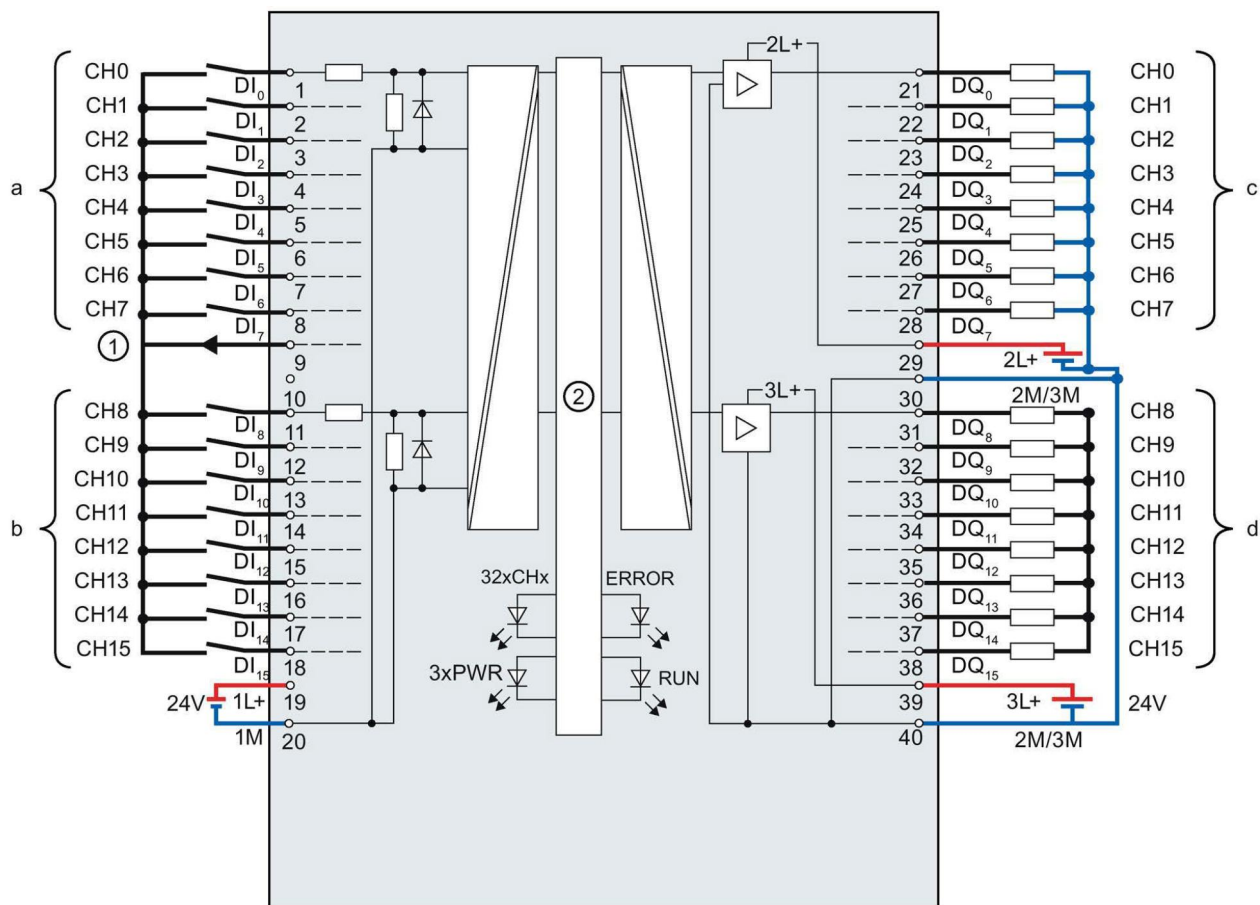 2L+
CH0 DI0 1 21 DQ0 CH0
CH1 DI1 2 22 DQ1 CH1
CH2 DI2 3 23 DQ2 CH2
CH3 DI3 4 24 DQ3 CH3
a c
CH4 DI4 5 25 DQ4 CH4
CH5 DI5 6 26 DQ5 CH5
CH6 DI6 7 27 DQ6 CH6
CH7 DI7 8 28 DQ7 CH7
1 9 29 2L+
2M/3M
2
3L+
10 30
CH8 DI8 11 31 DQ8 CH8
CH9 DI9 12 32 DQ9 CH9
CH10 DI10 13 33 DQ10 CH10
CH11 DI11 14 34 DQ11 CH11
b d
CH12 DI12 15 35 DQ12 CH12
CH13 DI13 16 36 DQ13 CH13
CH14 DI14 17 37 DQ14 CH14
CH15 DI15 18 38 DQ15 CH15
32xCHx ERROR
3xPWR RUN
24V 1L+ 19 39 3L+ 24V
1M 20 40 2M/3M